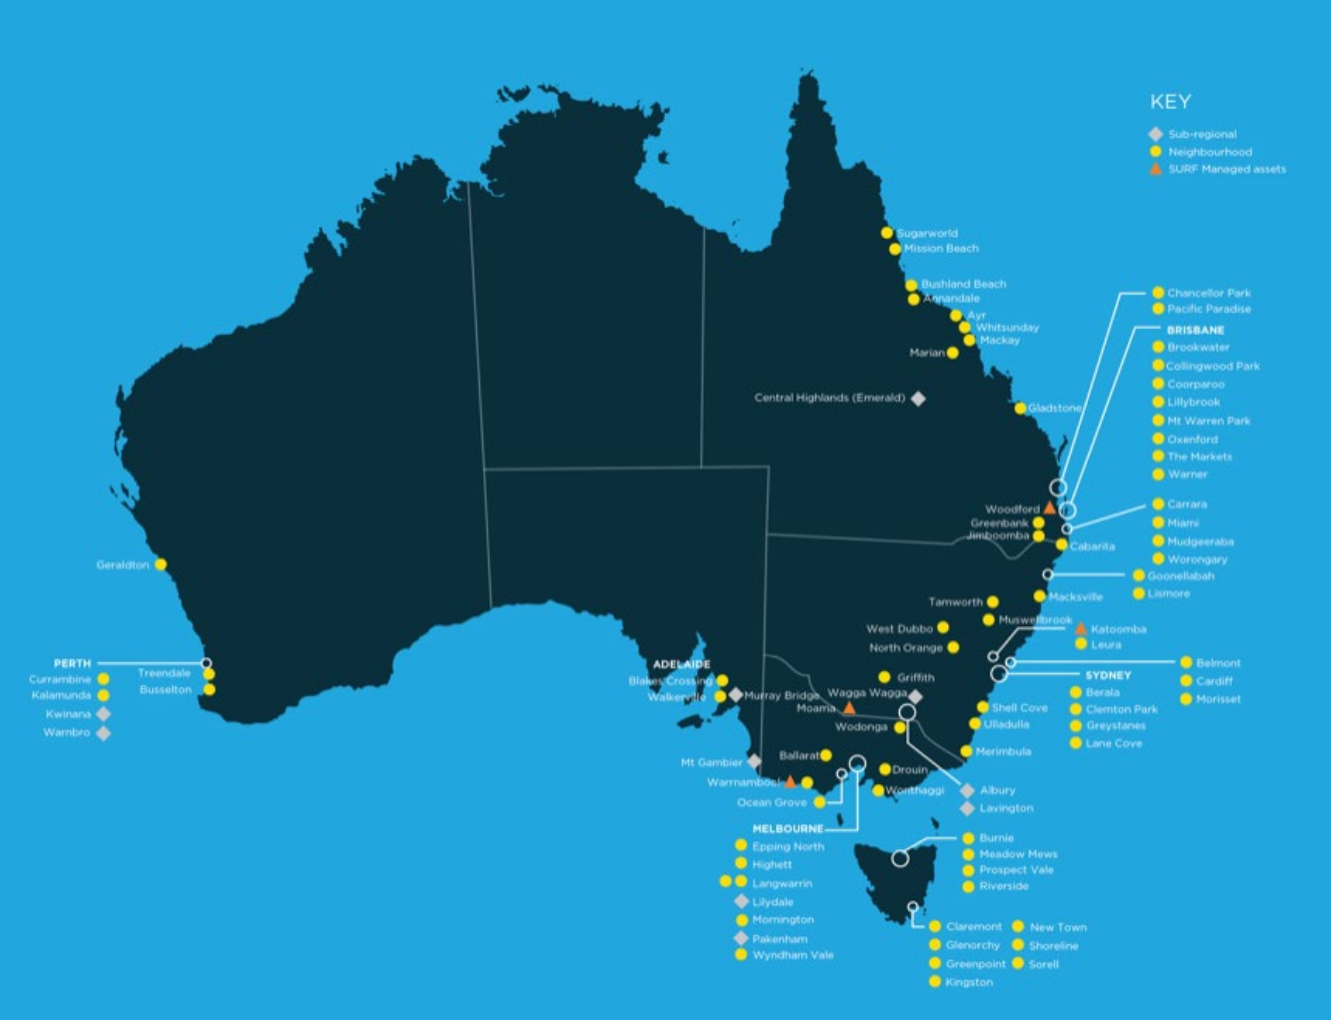 KEY
Sub-regional
Neighbourhood
SURF Managed assets
Sugarworld
Mission Beach
Bushland Beach
Annandale
Ayr
Whitsunday
Mackay
Marian
Central Highlands (Emerald)
Gladstone
Chancellor Park
Pacific Paradise
BRISBANE
Brookwater
Collingwood Park
Coorparoo
Lillybrook
Mt Warren Park
Oxenford
The Markets
Warner
Woodford
Greenbank
Jimboomba
Cabarita
Carrara
Miami
Mudgeeraba
Worongary
Goonellabah
Lismore
Geraldton
Tamworth
Macksville
Muswellbrook
West Dubbo
North Orange
Katoomba
Leura
PERTH
Currambine
Kalamunda
Kwinana
Warnbro
Treendale
Busselton
ADELAIDE
Blakes Crossing
Walkerville
Murray Bridge
Griffith
Wagga Wagga
Moama
Wodonga
Belmont
Cardiff
Morisset
SYDNEY
Berala
Clemton Park
Greystanes
Lane Cove
Shell Cove
Ulladulla
Merimbula
Mt Gambier
Ballarat
Warrnambool
Ocean Grove
Drouin
Wonthaggi
Albury
Lavington
MELBOURNE
Epping North
Highett
Langwarrin
Lilydale
Mornington
Pakenham
Wyndham Vale
Burnie
Meadow Mews
Prospect Vale
Riverside
Claremont
Glenorchy
Greenpoint
Kingston
New Town
Shoreline
Sorell